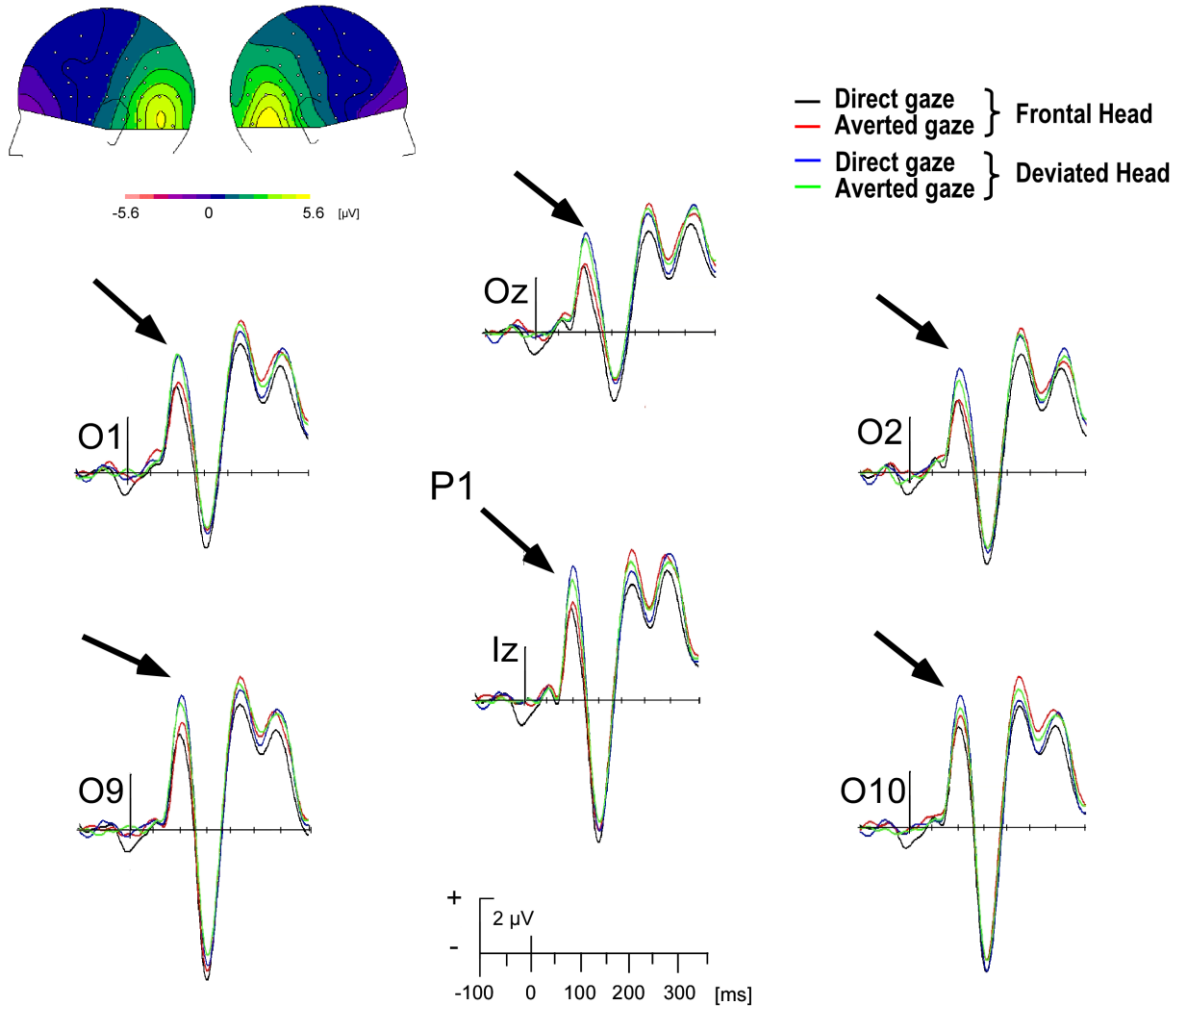 -5.6 0 5.6 [µV]
Direct gaze
Averted gaze
Frontal Head
Direct gaze
Averted gaze
Deviated Head
Oz
O1
O2
P1
Iz
O9
O10
+
2 µV
-
-100 0 100 200 300 [ms]